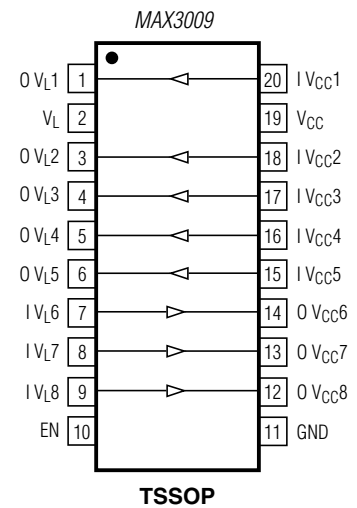 MAX3009
O VL1 1 20 I VCC1
VL 2 19 VCC
O VL2 3 18 I VCC2
O VL3 4 17 I VCC3
O VL4 5 16 I VCC4
O VL5 6 15 I VCC5
I VL6 7 14 O VCC6
I VL7 8 13 O VCC7
I VL8 9 12 O VCC8
EN 10 11 GND
TSSOP